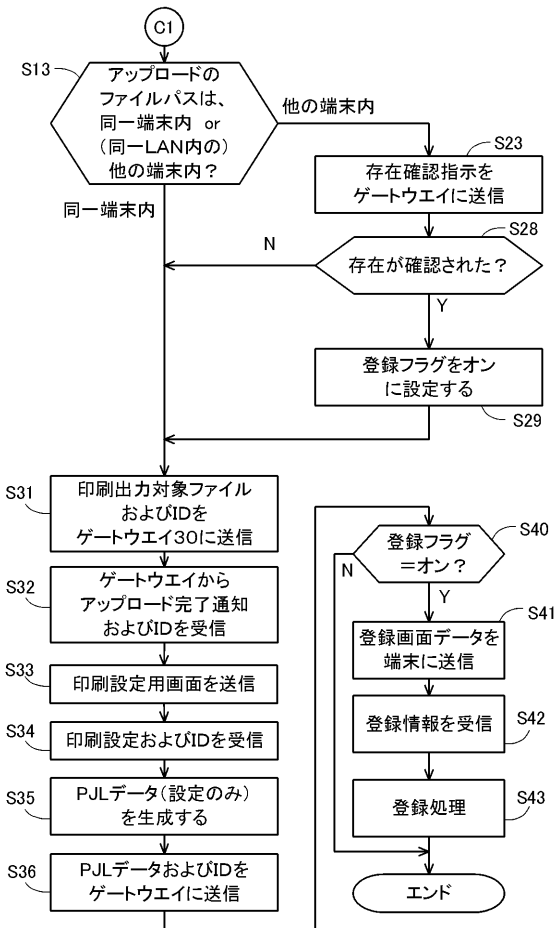 C1
S13
アップロードの
ファイルパスは、
同一端末内 or
(同一LAN内の)
他の端末内?
他の端末内
同一端末内
S23
存在確認指示を
ゲートウエイに送信
S28
存在が確認された?
N
Y
登録フラグをオン
に設定する
S29
S31
印刷出力対象ファイル
およびIDを
ゲートウエイ30に送信
S32
ゲートウエイから
アップロード完了通知
およびIDを受信
S33
印刷設定用画面を送信
S34
印刷設定およびIDを受信
S35
PJLデータ(設定のみ)
を生成する
S36
PJLデータおよびIDを
ゲートウエイに送信
S40
登録フラグ
=オン?
N
Y
S41
登録画面データを
端末に送信
登録情報を受信
S42
登録処理
S43
エンド